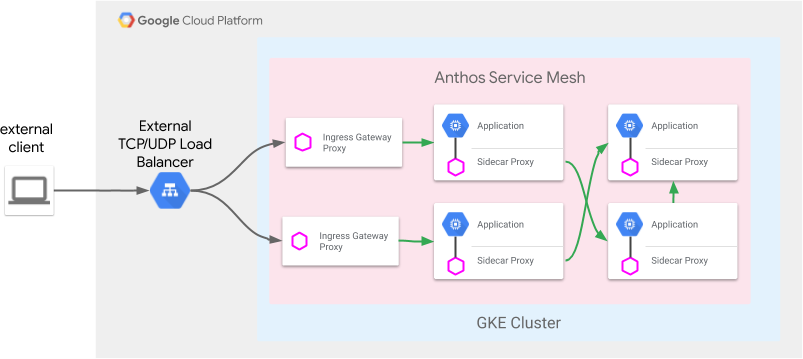 Google Cloud Platform
Anthos Service Mesh
external
client
External
TCP/UDP Load
Balancer
Ingress Gateway
Proxy
Application
Sidecar Proxy
Application
Sidecar Proxy
Ingress Gateway
Proxy
Application
Sidecar Proxy
Application
Sidecar Proxy
GKE Cluster